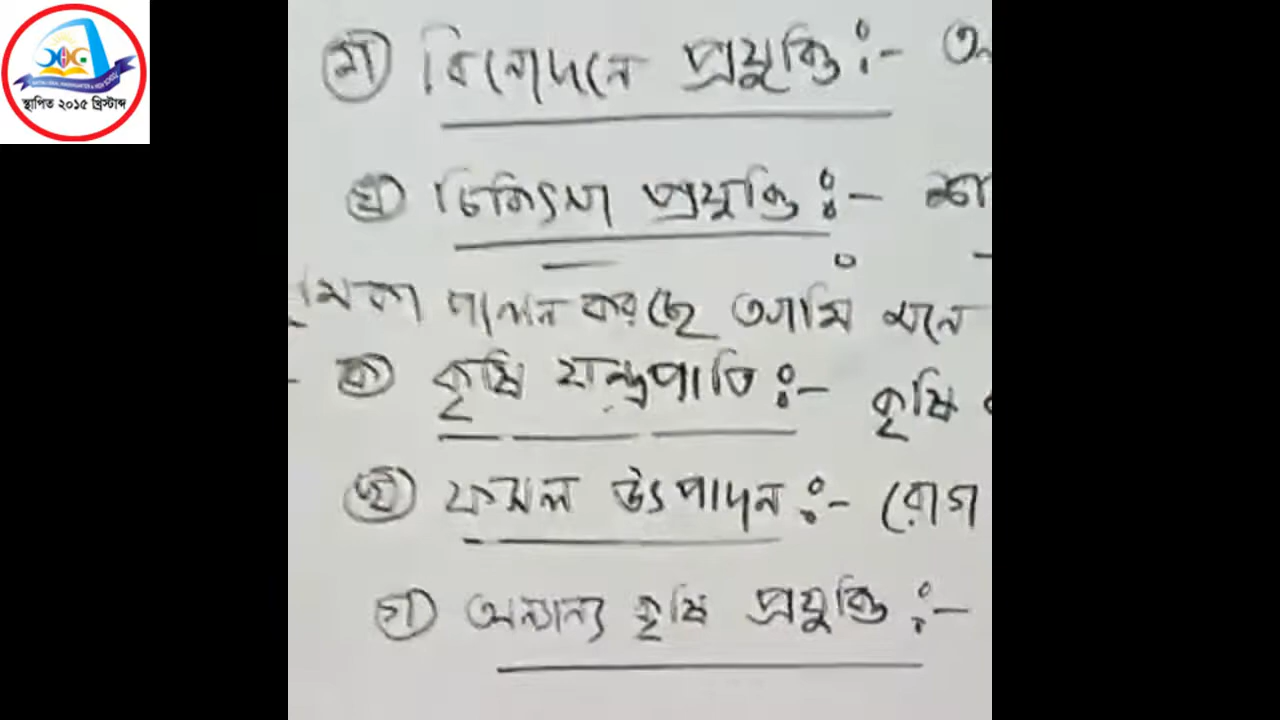 স্থাপিত ২০১৫ খ্রিস্টাব্দ
গ) বিনোদনে প্রযুক্তি :-
ঘ) চিকিৎসা প্রযুক্তি :-
পালন করছে আমি মনে
ক) কৃষি যন্ত্রপাতি :- কৃষি
খ) ফসল উৎপাদন :- রোগ
গ) অন্যান্য কৃষি প্রযুক্তি :-